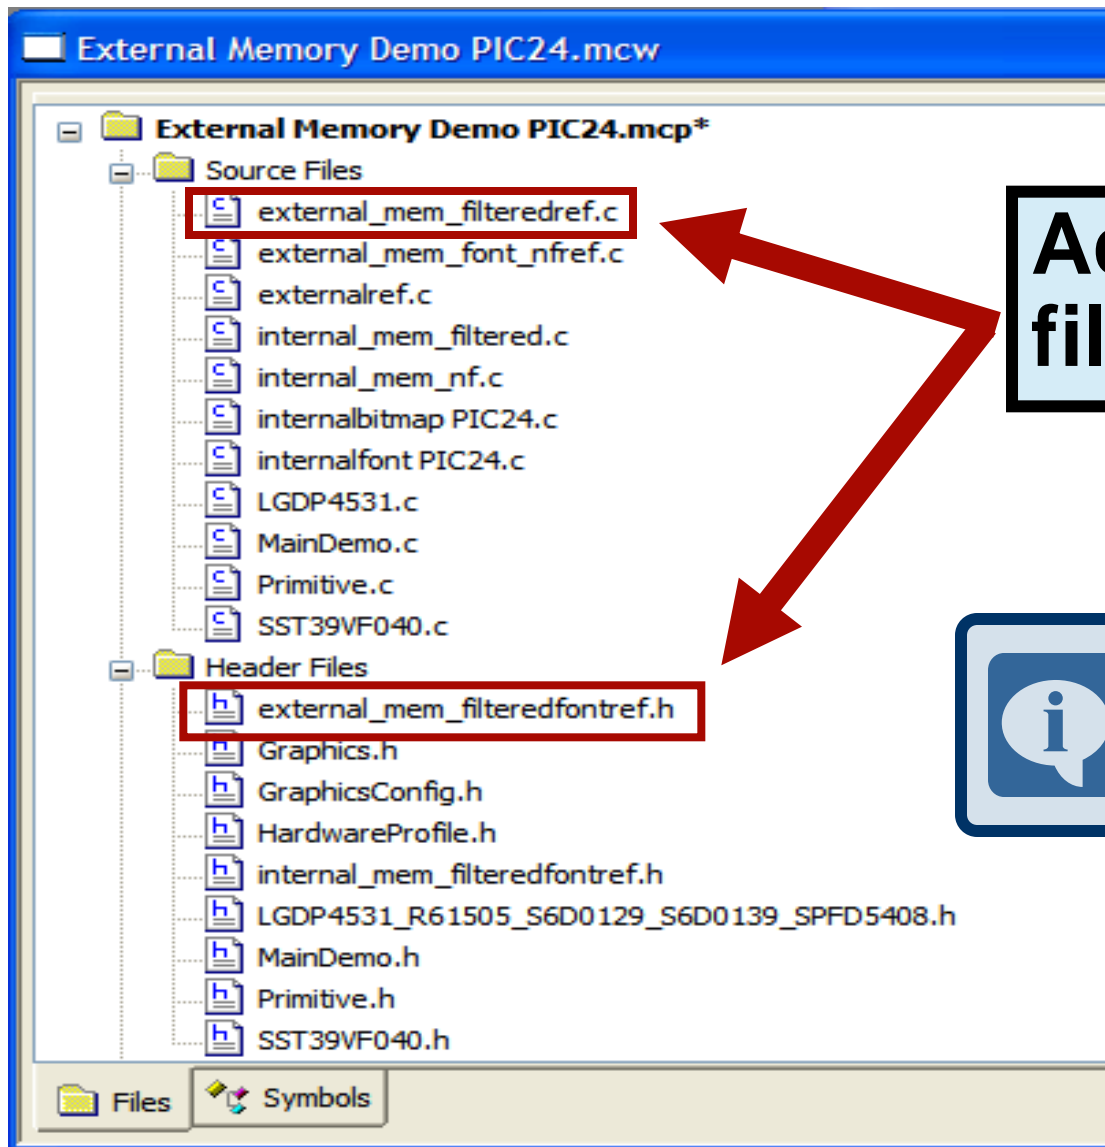 External Memory Demo PIC24.mcw
External Memory Demo PIC24.mcp*
Source Files
external_mem_filteredref.c
external_mem_font_nfref.c
externalref.c
internal_mem_filtered.c
internal_mem_nf.c
internalbitmap PIC24.c
internalfont PIC24.c
LGDP4531.c
MainDemo.c
Primitive.c
SST39VF040.c
Header Files
external_mem_filteredfontref.h
Graphics.h
GraphicsConfig.h
HardwareProfile.h
internal_mem_filteredfontref.h
LGDP4531_R61505_S6D0129_S6D0139_SPFD5408.h
MainDemo.h
Primitive.h
SST39VF040.h
Files
Symbols